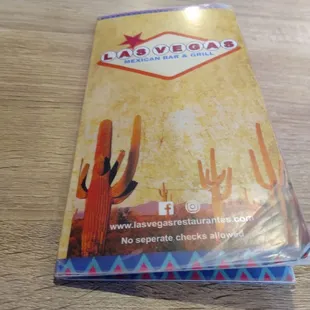 LAS VEGAS
MEXICAN BAR & GRILL
www.lasvegasrestaurantes.com
No seperate checks allowed